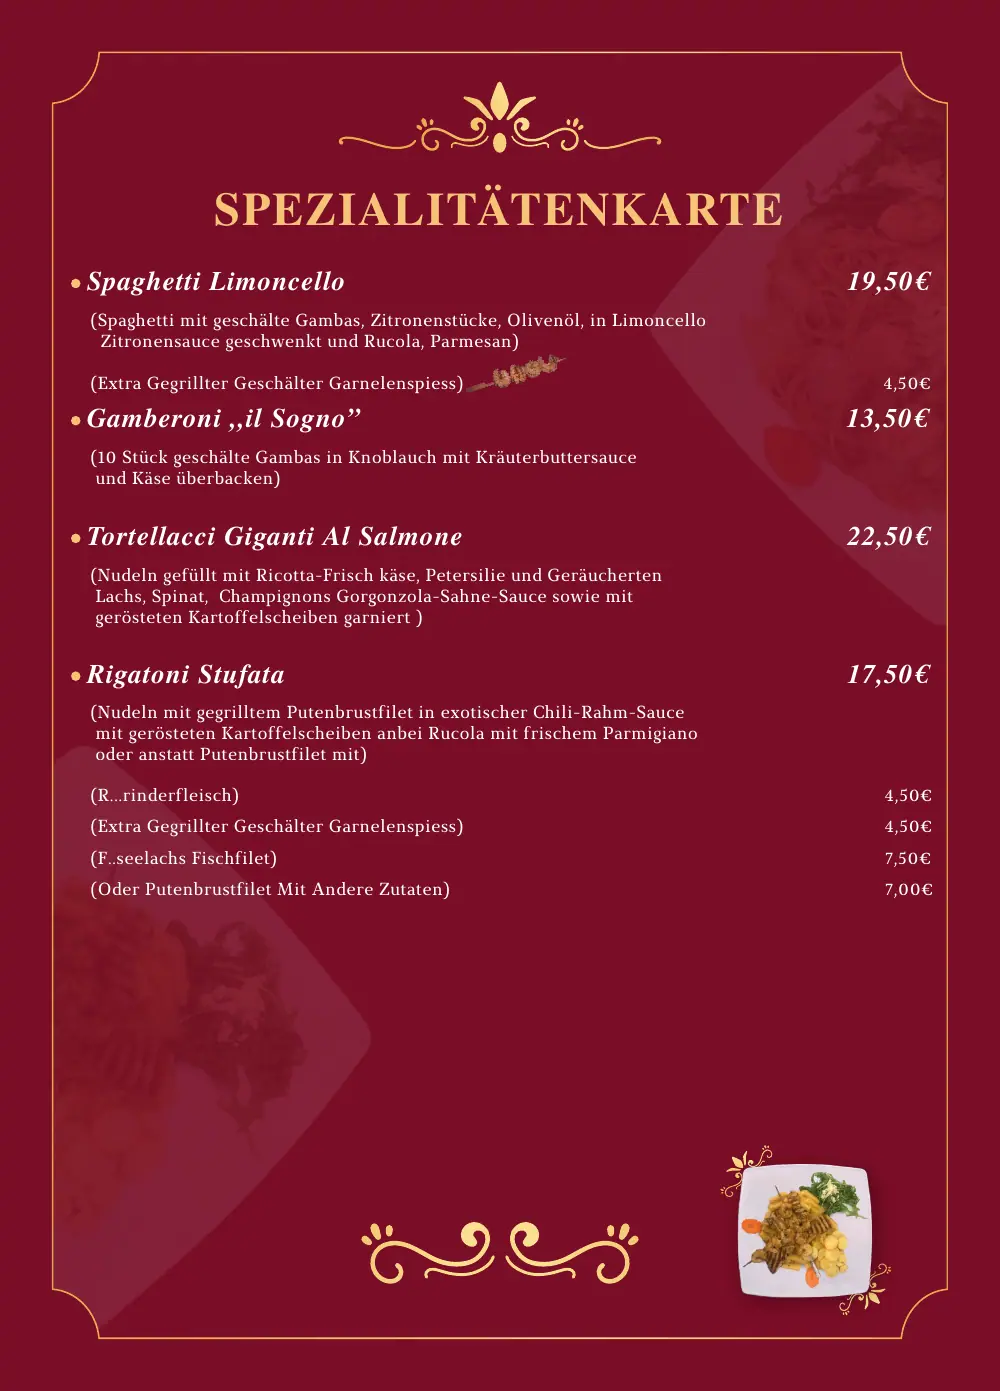 SPEZIALITÄTENKARTE
Spaghetti Limoncello 19,50€
(Spaghetti mit geschälte Gambas, Zitronenstücke, Olivenöl, in Limoncello
Zitronensauce geschwenkt und Rucola, Parmesan)
(Extra Gegrillter Geschälter Garnelenspiess) 4,50€
Gamberoni ,,il Sogno” 13,50€
(10 Stück geschälte Gambas in Knoblauch mit Kräuterbuttersauce
und Käse überbacken)
Tortellacci Giganti Al Salmone 22,50€
(Nudeln gefüllt mit Ricotta-Frisch käse, Petersilie und Geräucherten
Lachs, Spinat, Champignons Gorgonzola-Sahne-Sauce sowie mit
gerösteten Kartoffelscheiben garniert )
Rigatoni Stufata 17,50€
(Nudeln mit gegrilltem Putenbrustfilet in exotischer Chili-Rahm-Sauce
mit gerösteten Kartoffelscheiben anbei Rucola mit frischem Parmigiano
oder anstatt Putenbrustfilet mit)
(R...rinderfleisch) 4,50€
(Extra Gegrillter Geschälter Garnelenspiess) 4,50€
(F..seelachs Fischfilet) 7,50€
(Oder Putenbrustfilet Mit Andere Zutaten) 7,00€